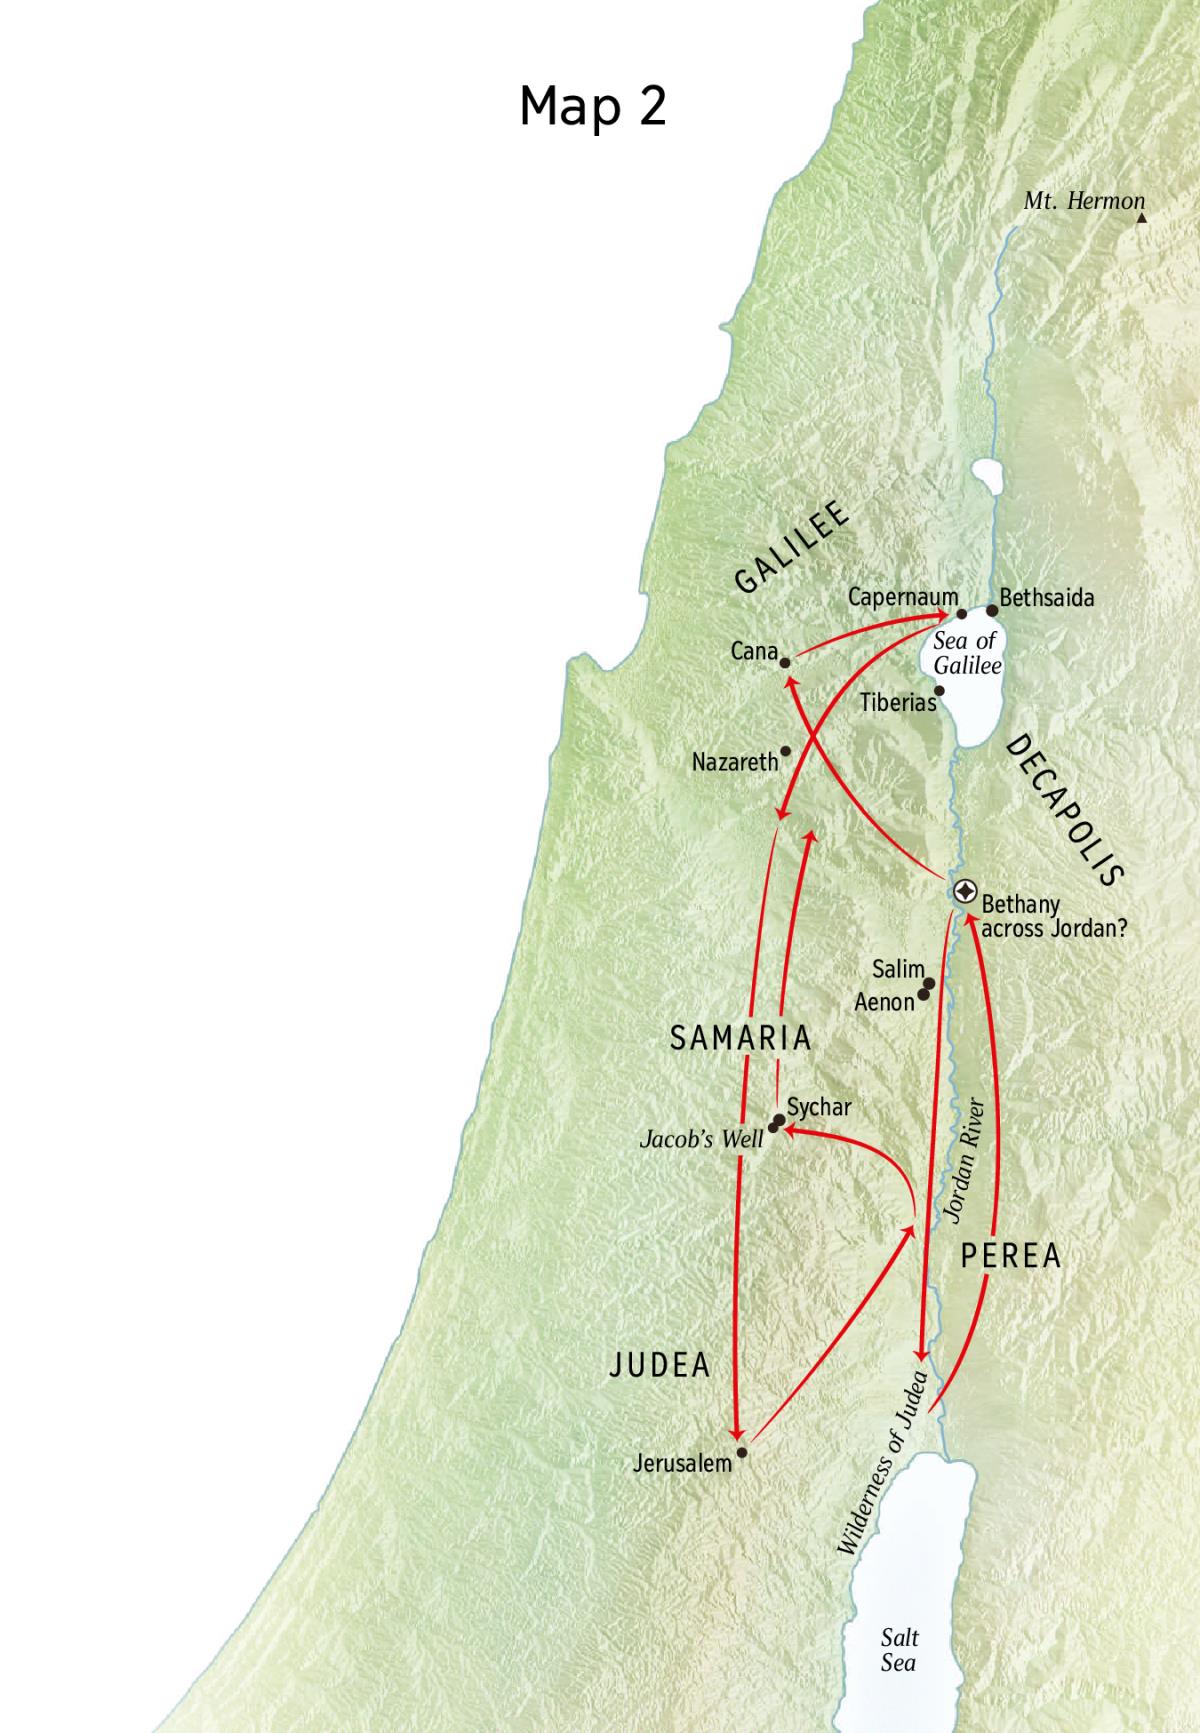 Map 2
Mt. Hermon
GALILEE
Capernaum
Bethsaida
Cana
Sea of
Galilee
Tiberias
Nazareth
DECAPOLIS
Bethany
across Jordan?
Salim
Aenon
SAMARIA
Sychar
Jacob’s Well
Jordan River
PEREA
JUDEA
Wilderness of Judea
Jerusalem
Salt
Sea